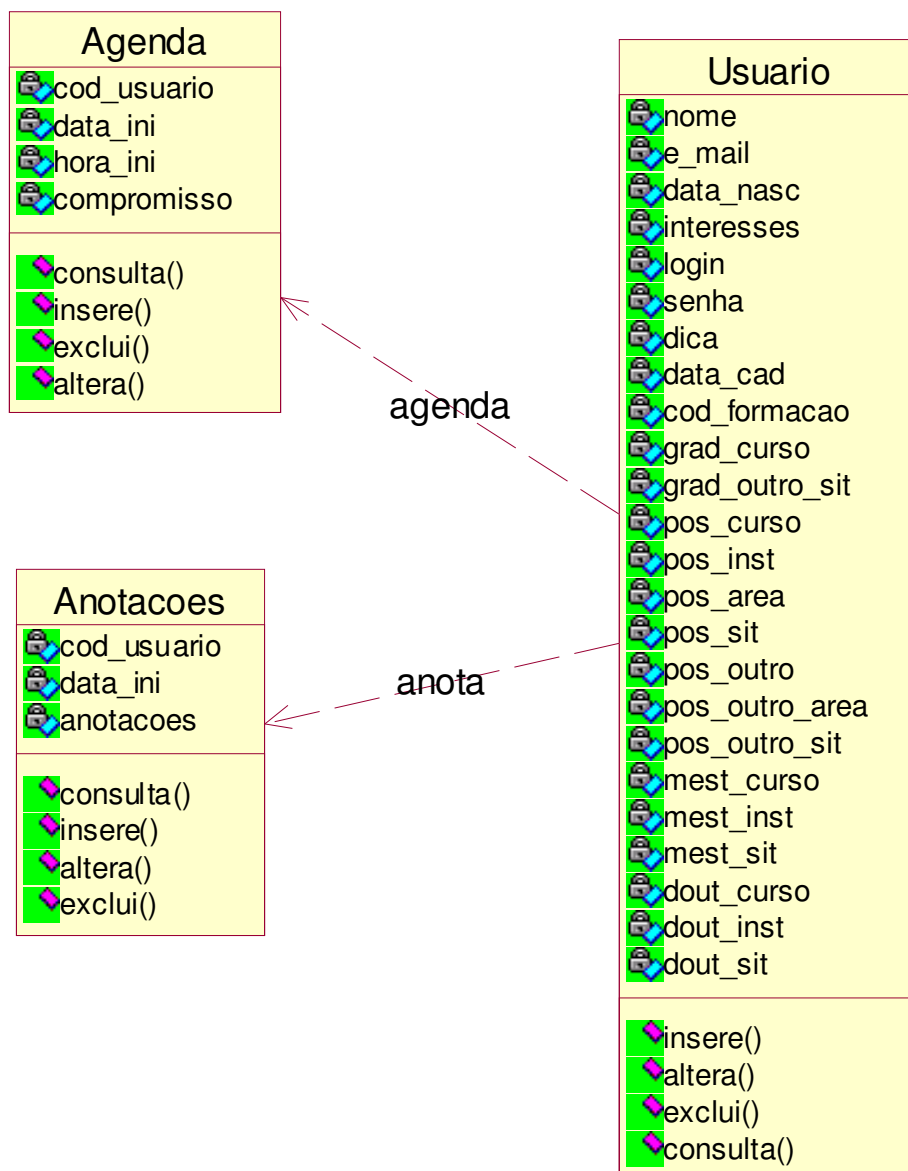 Agenda
cod_usuario
data_ini
hora_ini
compromisso
consulta()
insere()
exclui()
altera()
agenda
Anotacoes
cod_usuario
data_ini
anotacoes
consulta()
insere()
altera()
exclui()
anota
Usuario
nome
e_mail
data_nasc
interesses
login
senha
dica
data_cad
cod_formacao
grad_curso
grad_outro_sit
pos_curso
pos_inst
pos_area
pos_sit
pos_outro
pos_outro_area
pos_outro_sit
mest_curso
mest_inst
mest_sit
dout_curso
dout_inst
dout_sit
insere()
altera()
exclui()
consulta()